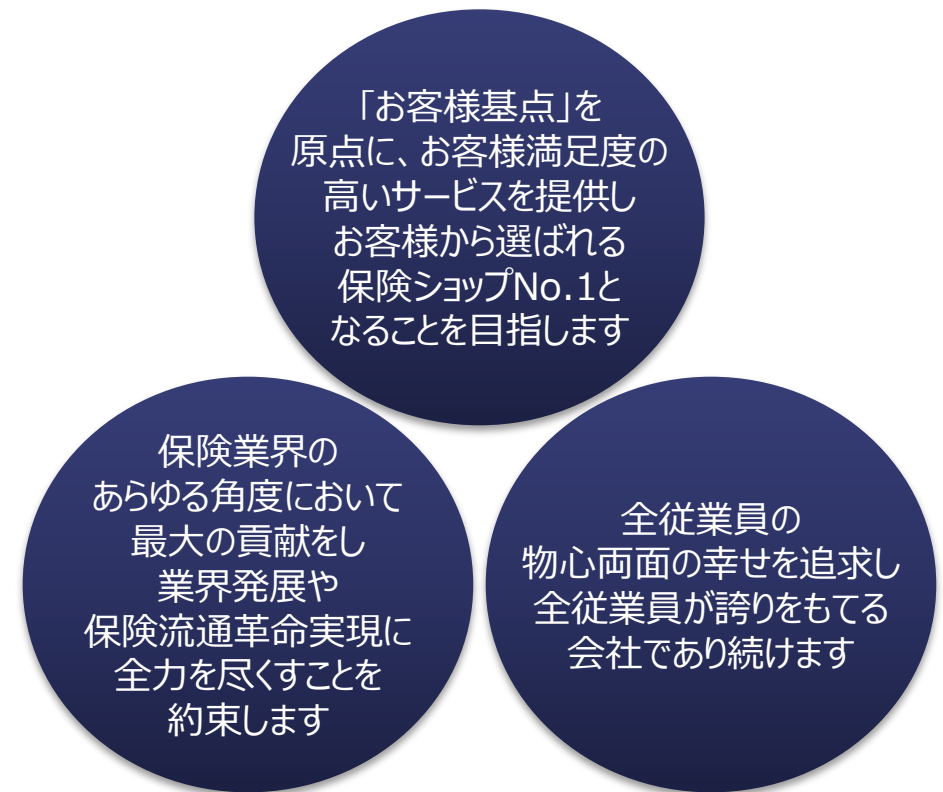 「お客様基点」を
原点に、お客様満足度の
高いサービスを提供し
お客様から選ばれる
保険ショップNo.1と
なることを目指します
保険業界の
あらゆる角度において
最大の貢献をし
業界発展や
保険流通革命実現に
全力を尽くすことを
約束します
全従業員の
物心両面の幸せを追求し
全従業員が誇りをもてる
会社であり続けます